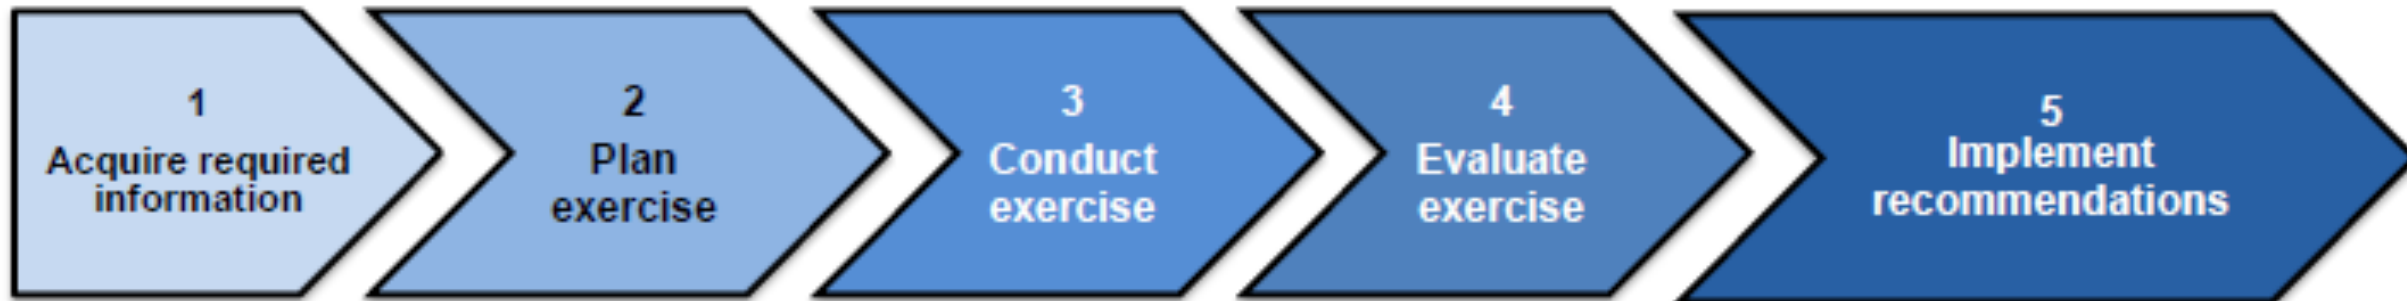 1
Acquire required
information
2
Plan
exercise
3
Conduct
exercise
4
Evaluate
exercise
5
Implement
recommendations